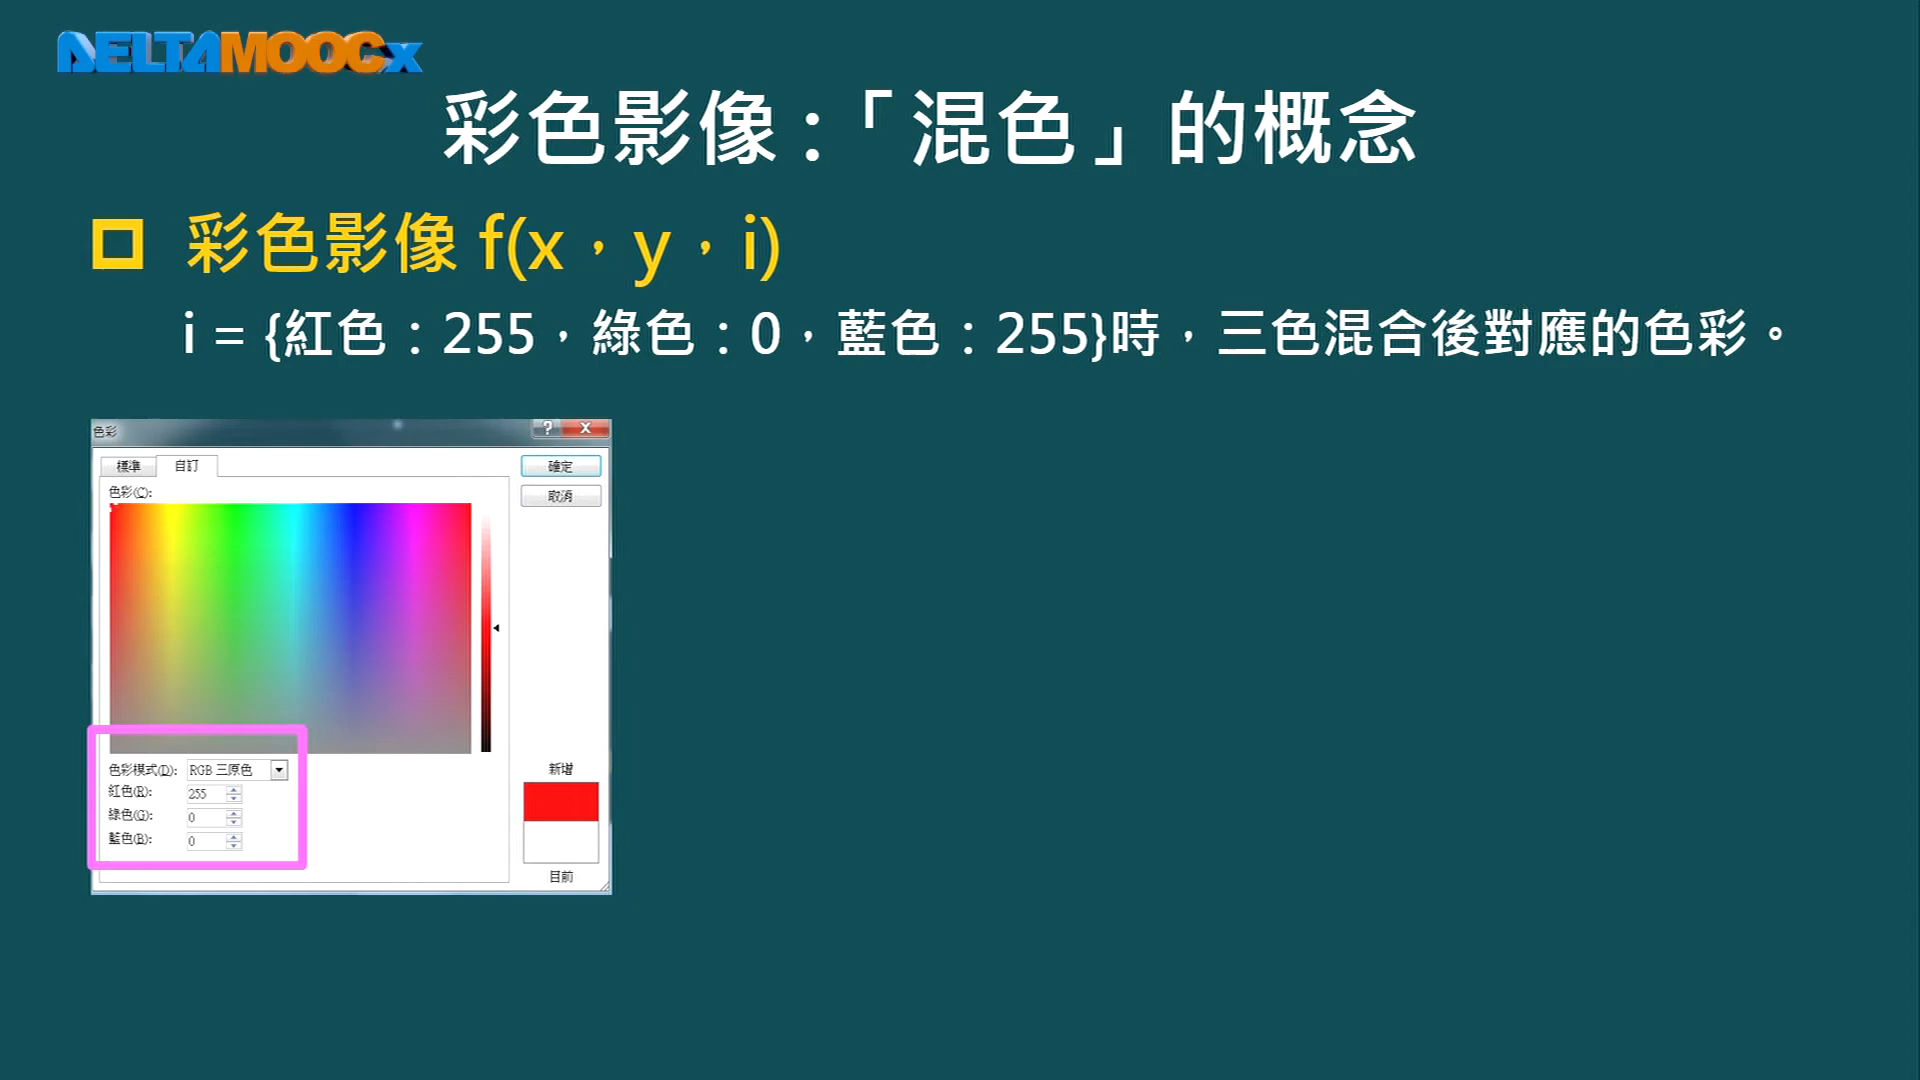 DELTAMOOCx
彩色影像：「混色」的概念
彩色影像 f(x，y，i)
i = {紅色：255，綠色：0，藍色：255}時，三色混合後對應的色彩。
色彩
? X
標準 自訂
確定
色彩(C):
取消
色彩模式(D): RGB 三原色
新增
紅色(R): 255
綠色(G): 0
藍色(B): 0
目前